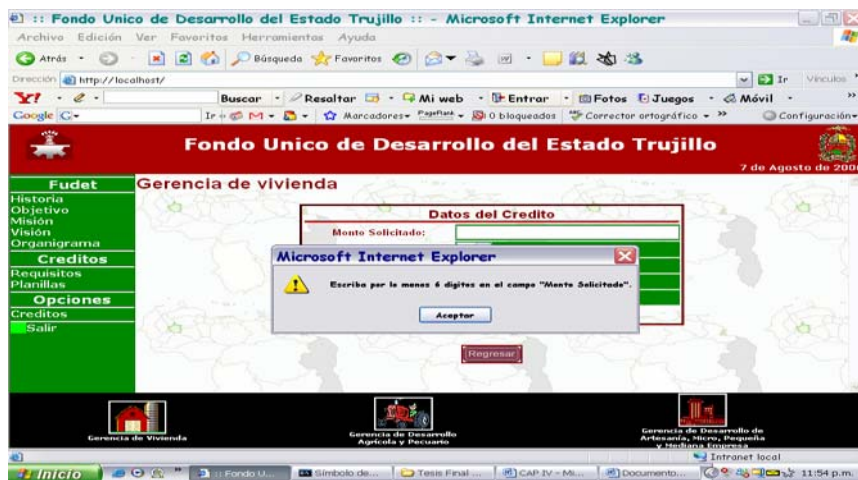 :: Fondo Unico de Desarrollo del Estado Trujillo :: - Microsoft Internet Explorer
Archivo Edición Ver Favoritos Herramientas Ayuda
Atrás Búsqueda Favoritos
Dirección http://localhost/ Ir Vínculos
Y! Buscar Resaltar Mi web Entrar Fotos Juegos Móvil
Google G Ir Marcadores PageRank 0 bloqueados Corrector ortográfico Configuración
Fondo Unico de Desarrollo del Estado Trujillo
7 de Agosto de 200
Fudet
Historia
Objetivo
Misión
Visión
Organigrama
Creditos
Requisitos
Planillas
Opciones
Creditos
Salir
Gerencia de vivienda
Datos del Credito
Monto Solicitado:
Microsoft Internet Explorer
Escriba por lo menos 6 digitos en el campo "Monto Solicitado".
Aceptar
Regresar
Gerencia de Vivienda
Gerencia de Desarrollo
Agrícola y Pecuario
Gerencia de Desarrollo de
Artesanía, Micro, Pequeña
y Mediana Empresa
Intranet local
Inicio :: Fondo U... Símbolo de... Tesis Final ... CAP IV - Mi... Documento... 11:54 p.m.